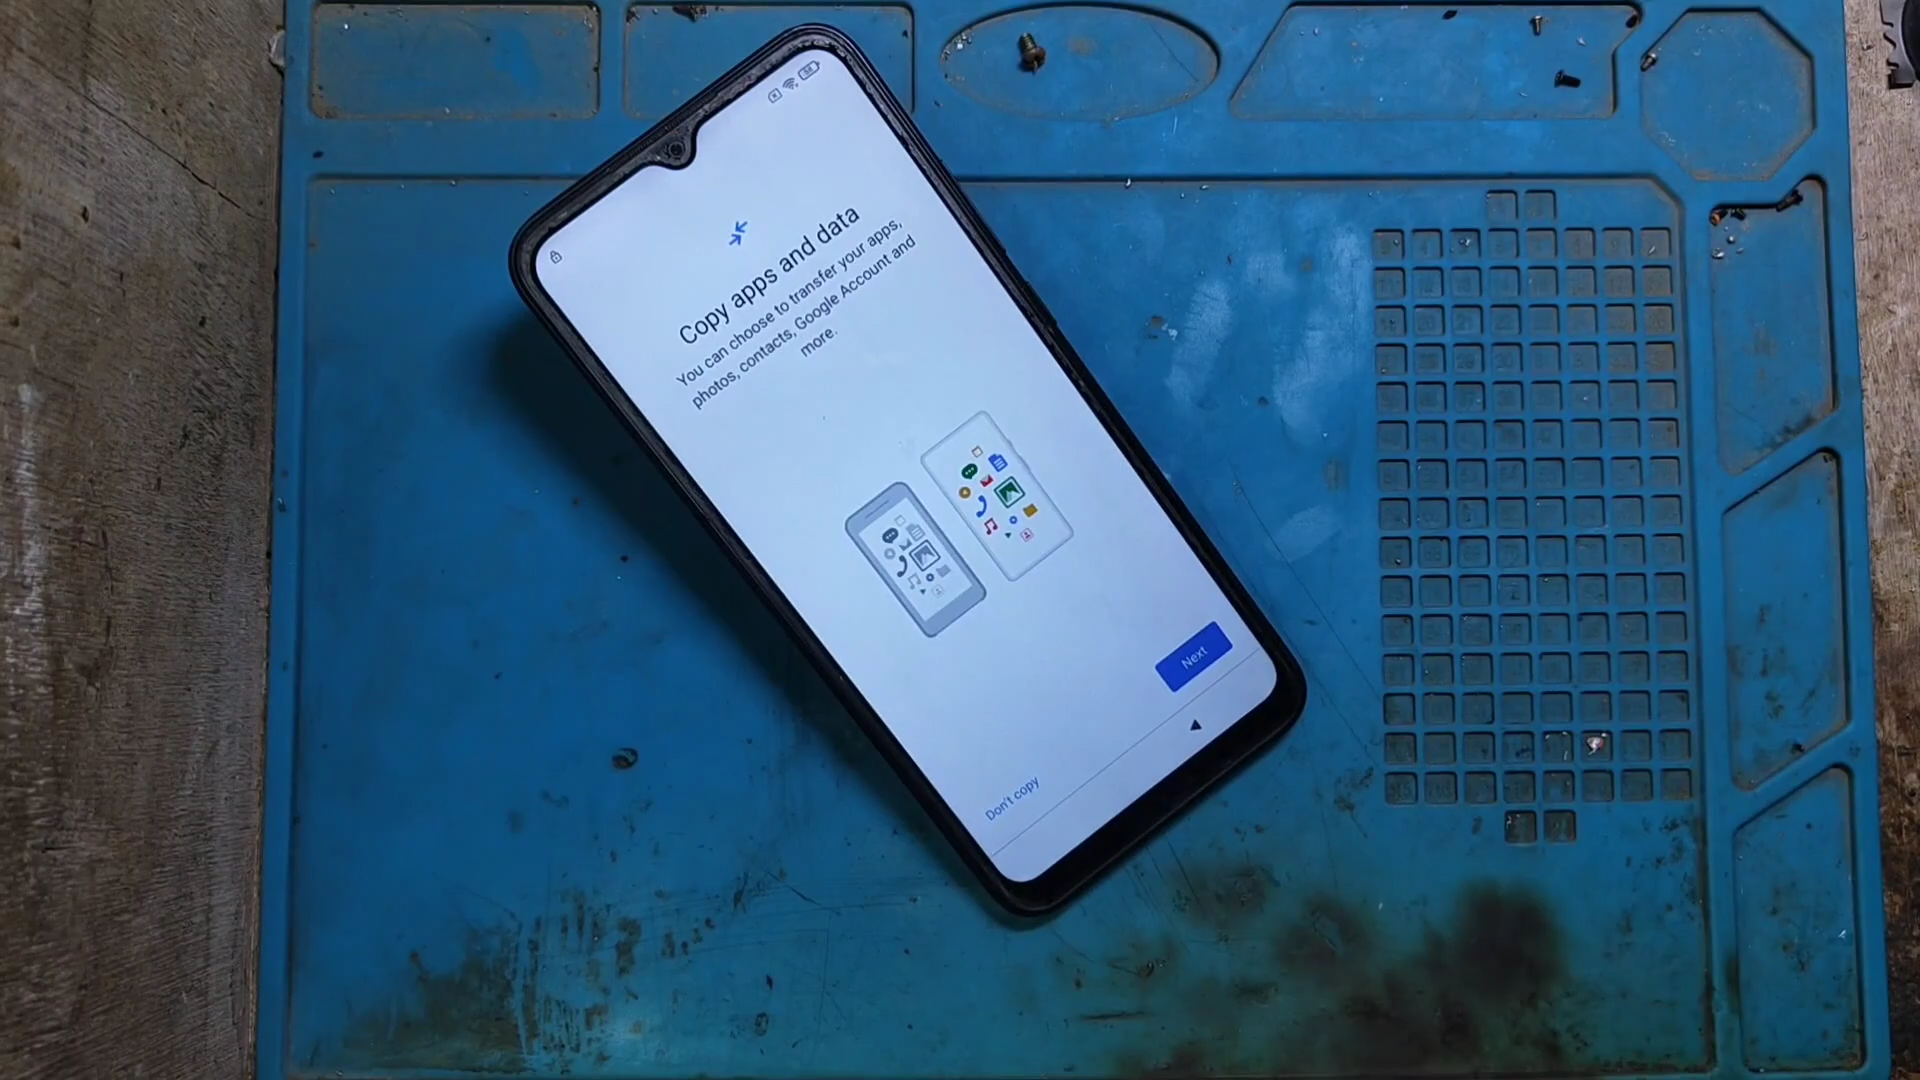 Copy apps and data
You can choose to transfer your apps,
photos, contacts, Google Account and
more.
Next
Don't copy